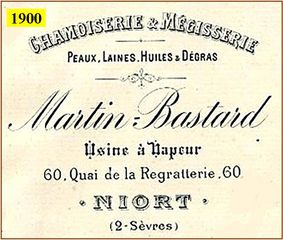 1900
CHAMOISERIE & MÉGISSERIE
PEAUX, LAINES, HUILES & DÉGRAS
Martin-Bastard
Usine à Vapeur
60, Quai de la Regratterie, 60
NIORT
(2-Sèvres)